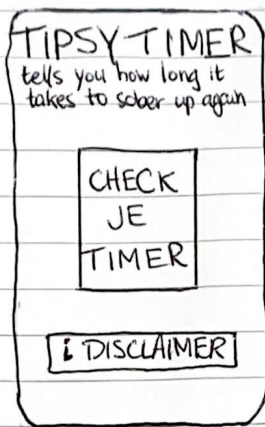 TIPSY TIMER
tells you how long it
takes to sober up again
CHECK
JE
TIMER
i DISCLAIMER